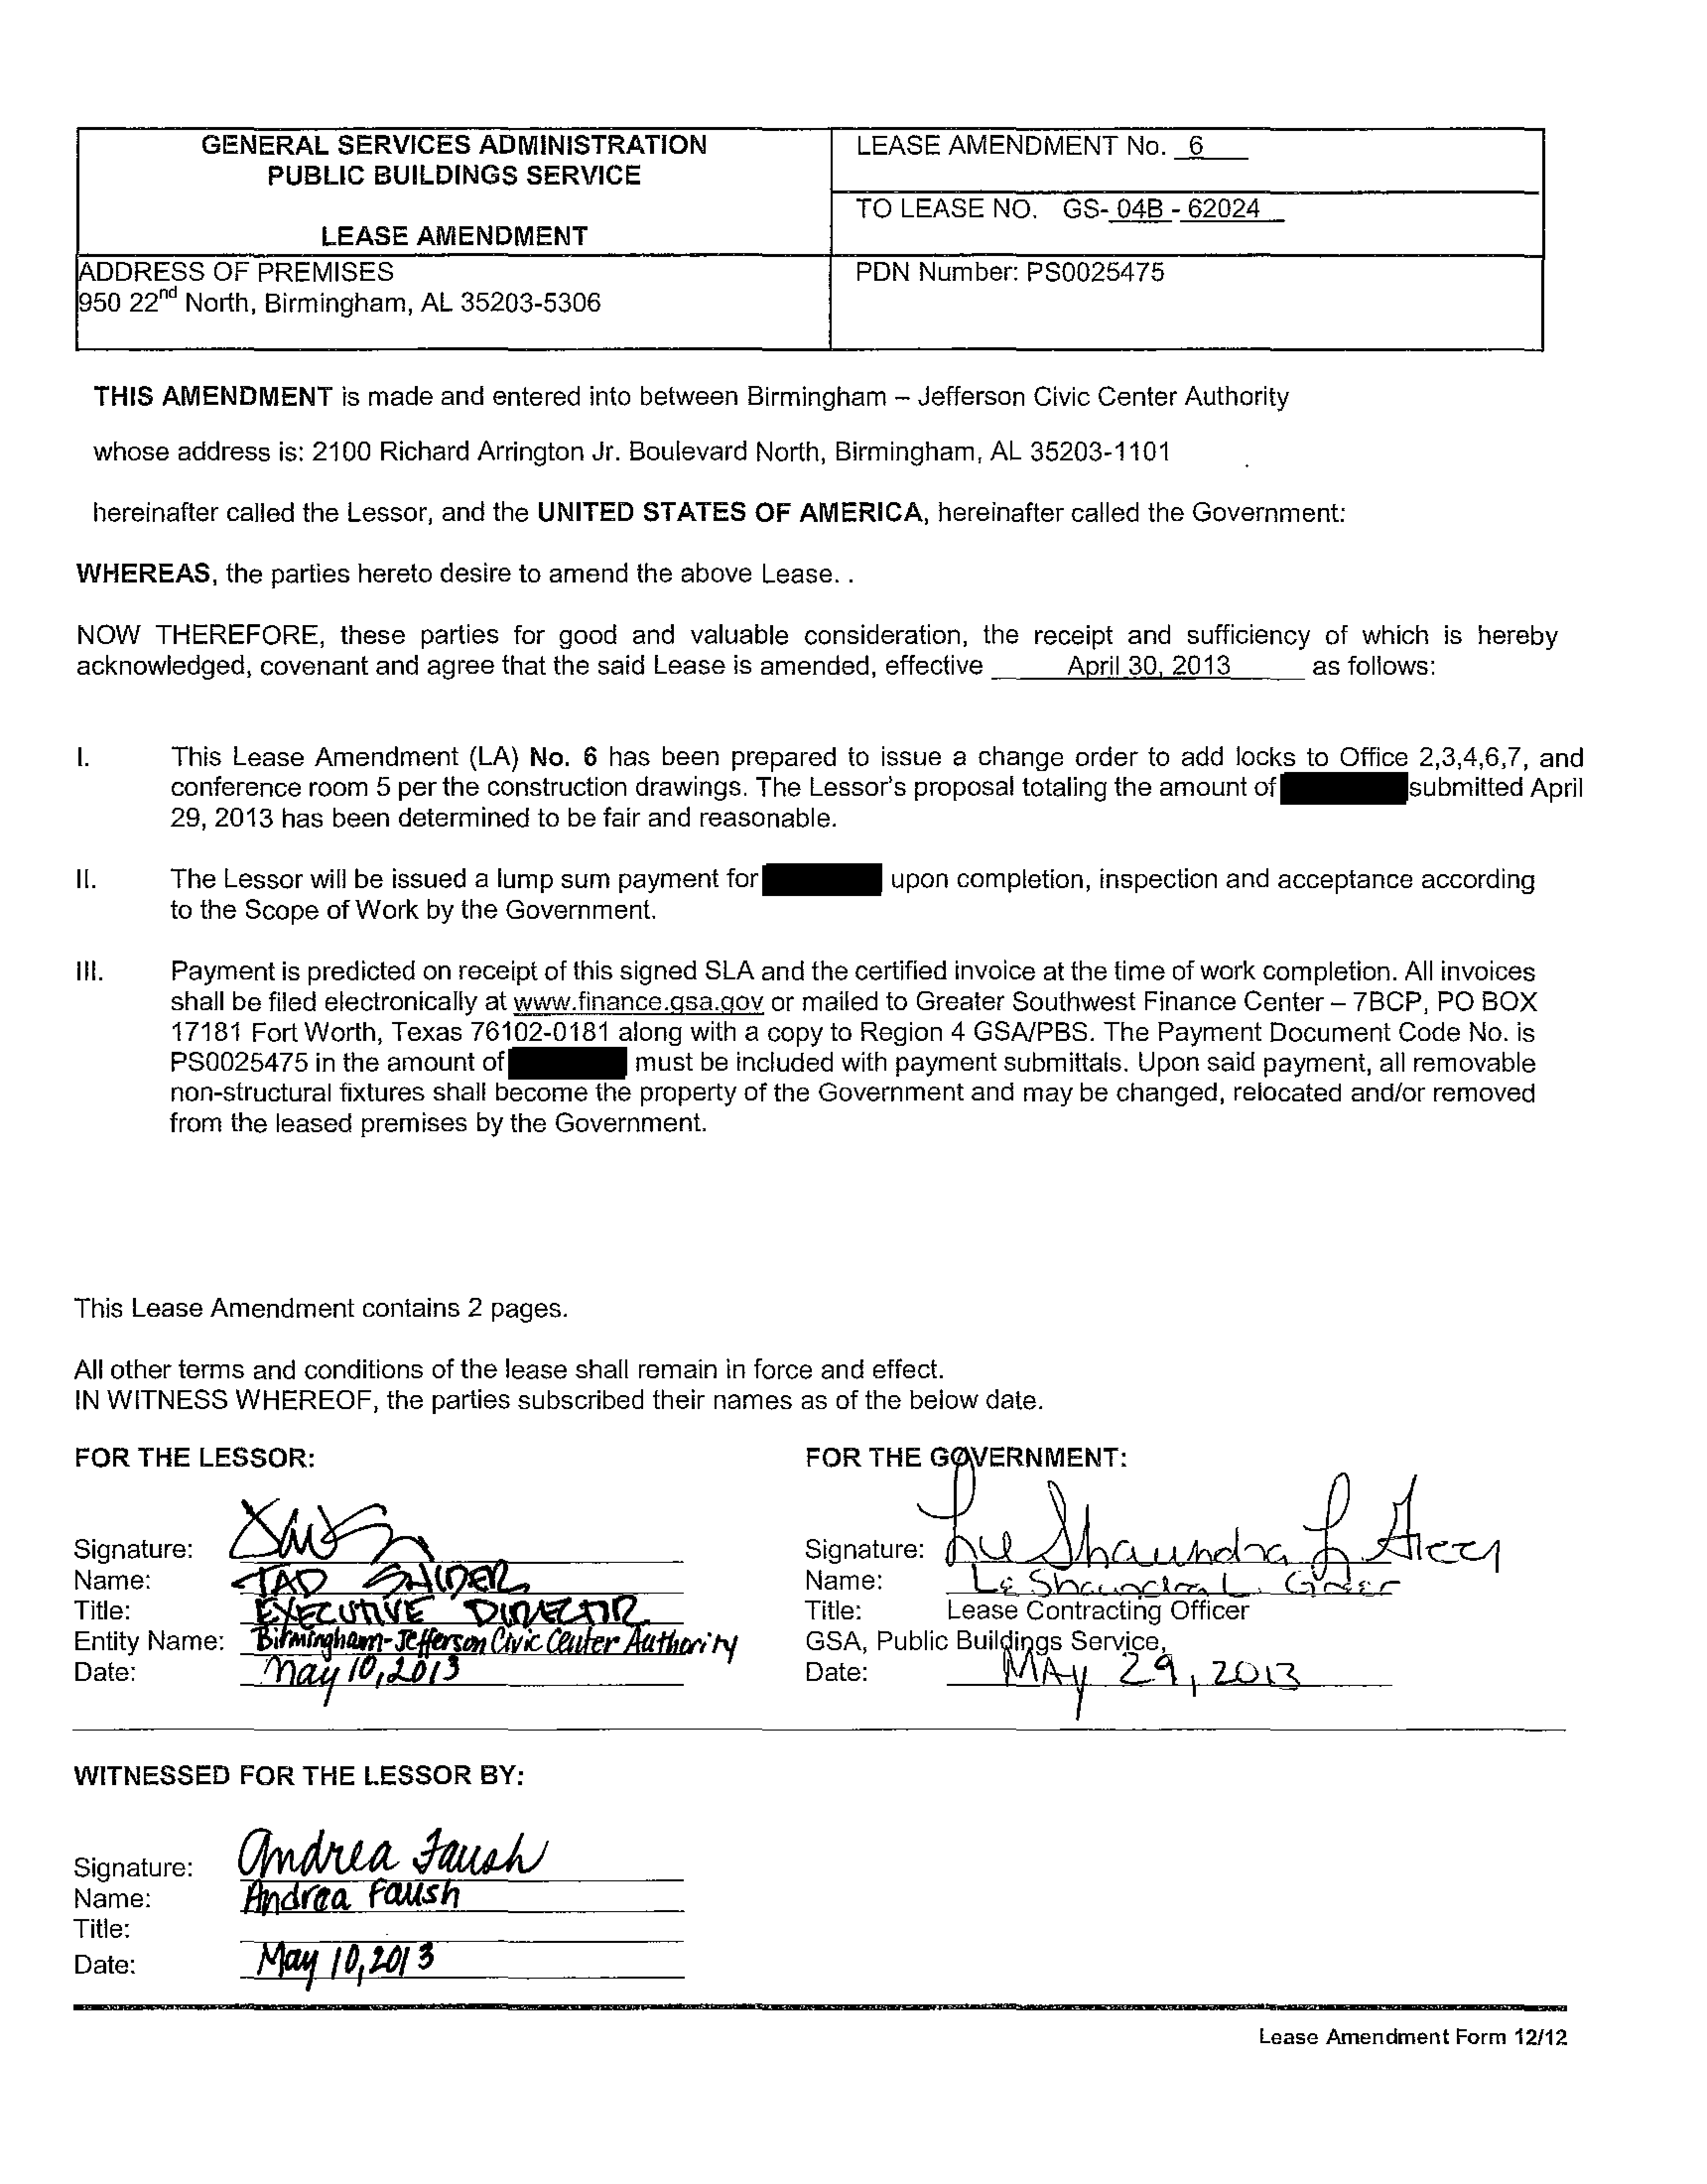 GENERAL SERVICES ADMINISTRATION
PUBLIC BUILDINGS SERVICE
LEASE AMENDMENT
LEASE AMENDMENT No. 6
TO LEASE NO. GS- 04B - 62024
ADDRESS OF PREMISES
950 22nd North, Birmingham, AL 35203-5306
PDN Number: PS0025475
THIS AMENDMENT is made and entered into between Birmingham – Jefferson Civic Center Authority
whose address is: 2100 Richard Arrington Jr. Boulevard North, Birmingham, AL 35203-1101
hereinafter called the Lessor, and the UNITED STATES OF AMERICA, hereinafter called the Government:
WHEREAS, the parties hereto desire to amend the above Lease. .
NOW THEREFORE, these parties for good and valuable consideration, the receipt and sufficiency of which is hereby
acknowledged, covenant and agree that the said Lease is amended, effective April 30, 2013 as follows:
I. This Lease Amendment (LA) No. 6 has been prepared to issue a change order to add locks to Office 2,3,4,6,7, and
conference room 5 per the construction drawings. The Lessor's proposal totaling the amount of submitted April
29, 2013 has been determined to be fair and reasonable.
II. The Lessor will be issued a lump sum payment for upon completion, inspection and acceptance according
to the Scope of Work by the Government.
III. Payment is predicted on receipt of this signed SLA and the certified invoice at the time of work completion. All invoices
shall be filed electronically at www.finance.gsa.gov or mailed to Greater Southwest Finance Center – 7BCP, PO BOX
17181 Fort Worth, Texas 76102-0181 along with a copy to Region 4 GSA/PBS. The Payment Document Code No. is
PS0025475 in the amount of must be included with payment submittals. Upon said payment, all removable
non-structural fixtures shall become the property of the Government and may be changed, relocated and/or removed
from the leased premises by the Government.
This Lease Amendment contains 2 pages.
All other terms and conditions of the lease shall remain in force and effect.
IN WITNESS WHEREOF, the parties subscribed their names as of the below date.
FOR THE LESSOR:
Signature:
Name: TAD SNIDER
Title: EXECUTIVE DIRECTOR
Entity Name: Birmingham-Jefferson Civic Center Authority
Date: May 10, 2013
FOR THE GOVERNMENT:
Signature: Le Shaundra L Greer
Name: Le Shaundra L. Greer
Title: Lease Contracting Officer
GSA, Public Buildings Service,
Date: MAy 29, 2013
WITNESSED FOR THE LESSOR BY:
Signature: Andrea Faush
Name: Andrea Faush
Title:
Date: May 10, 2013
Lease Amendment Form 12/12